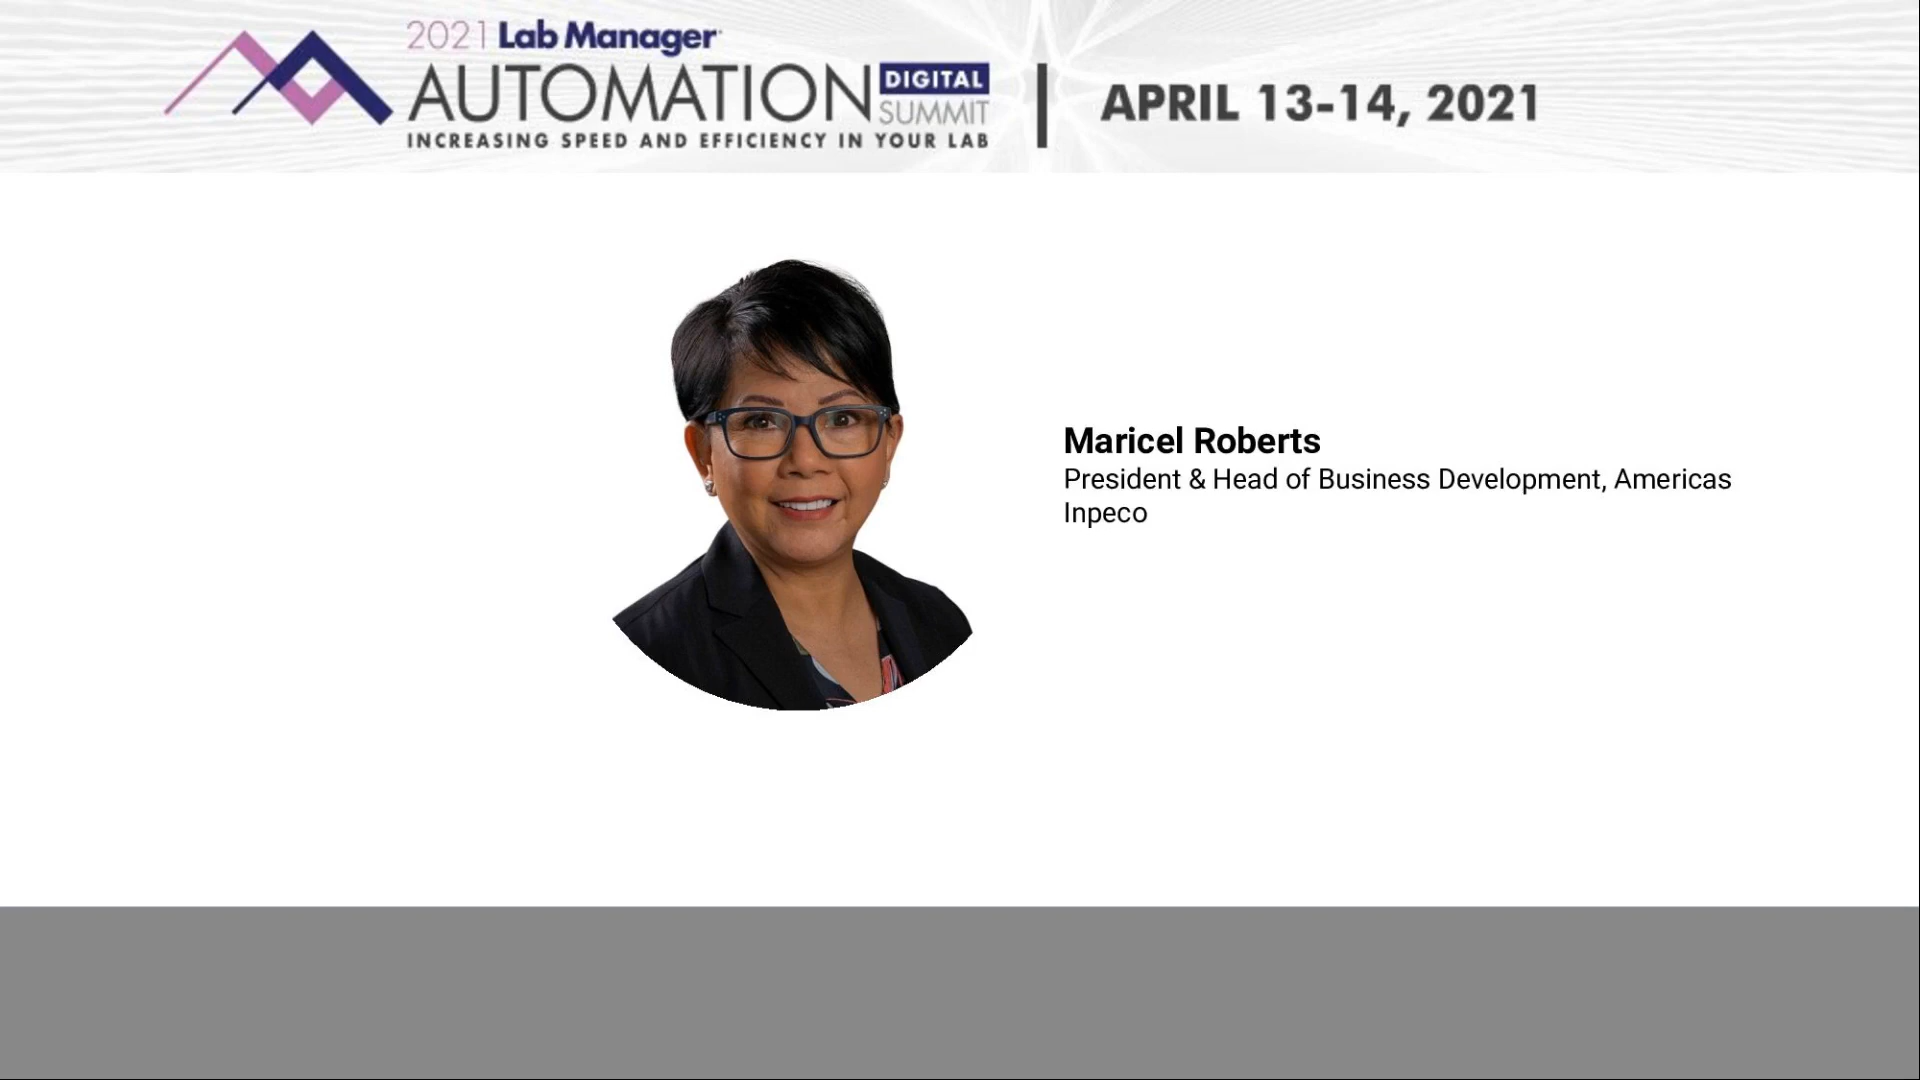 2021 Lab Manager
AUTOMATION DIGITAL SUMMIT
INCREASING SPEED AND EFFICIENCY IN YOUR LAB
APRIL 13-14, 2021
Maricel Roberts
President & Head of Business Development, Americas
Inpeco